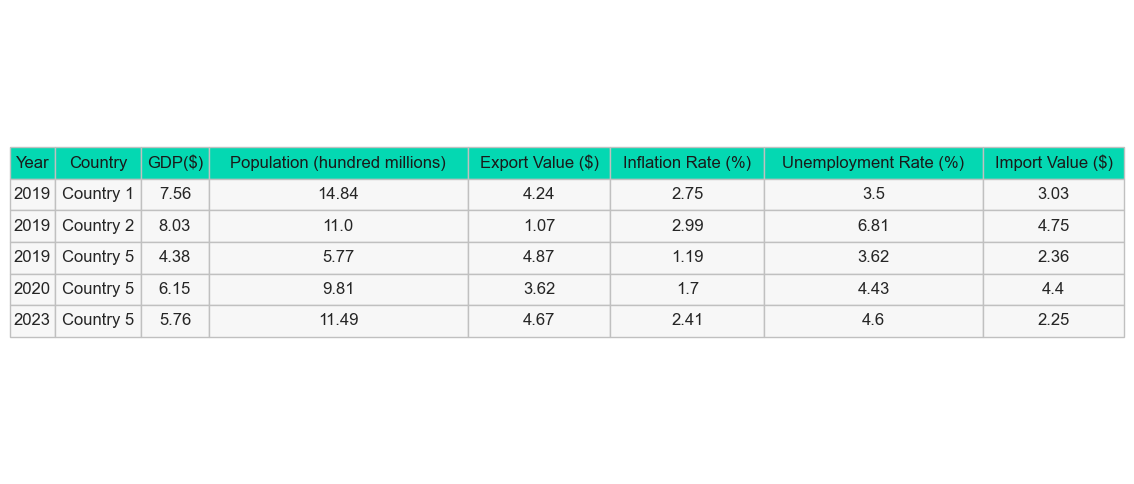 Year Country GDP($) Population (hundred millions) Export Value ($) Inflation Rate (%) Unemployment Rate (%) Import Value ($)
2019 Country 1 7.56 14.84 4.24 2.75 3.5 3.03
2019 Country 2 8.03 11.0 1.07 2.99 6.81 4.75
2019 Country 5 4.38 5.77 4.87 1.19 3.62 2.36
2020 Country 5 6.15 9.81 3.62 1.7 4.43 4.4
2023 Country 5 5.76 11.49 4.67 2.41 4.6 2.25